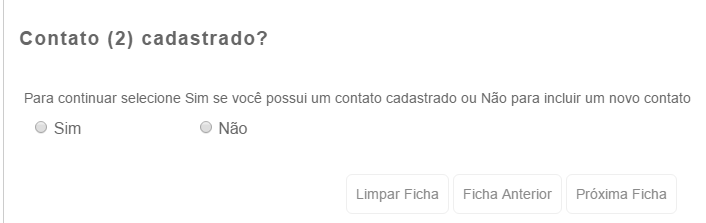 Contato (2) cadastrado?
Para continuar selecione Sim se você possui um contato cadastrado ou Não para incluir um novo contato
Sim Não
Limpar Ficha Ficha Anterior Próxima Ficha